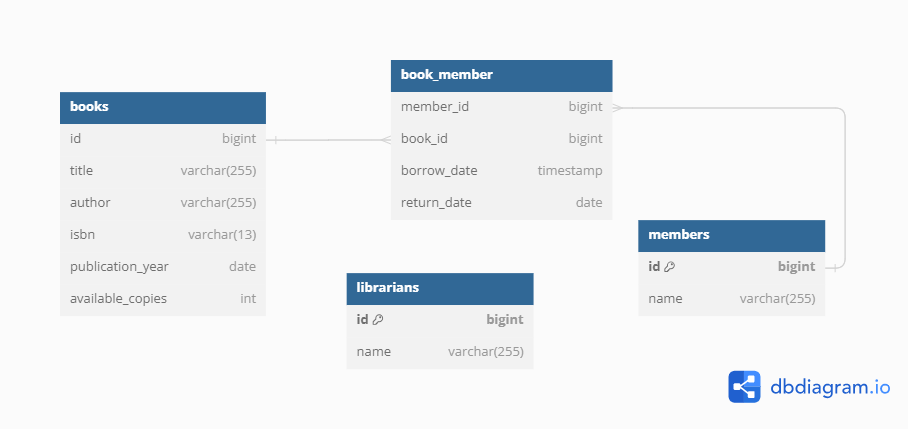 books
id bigint
title varchar(255)
author varchar(255)
isbn varchar(13)
publication_year date
available_copies int
book_member
member_id bigint
book_id bigint
borrow_date timestamp
return_date date
librarians
id bigint
name varchar(255)
members
id bigint
name varchar(255)
dbdiagram.io